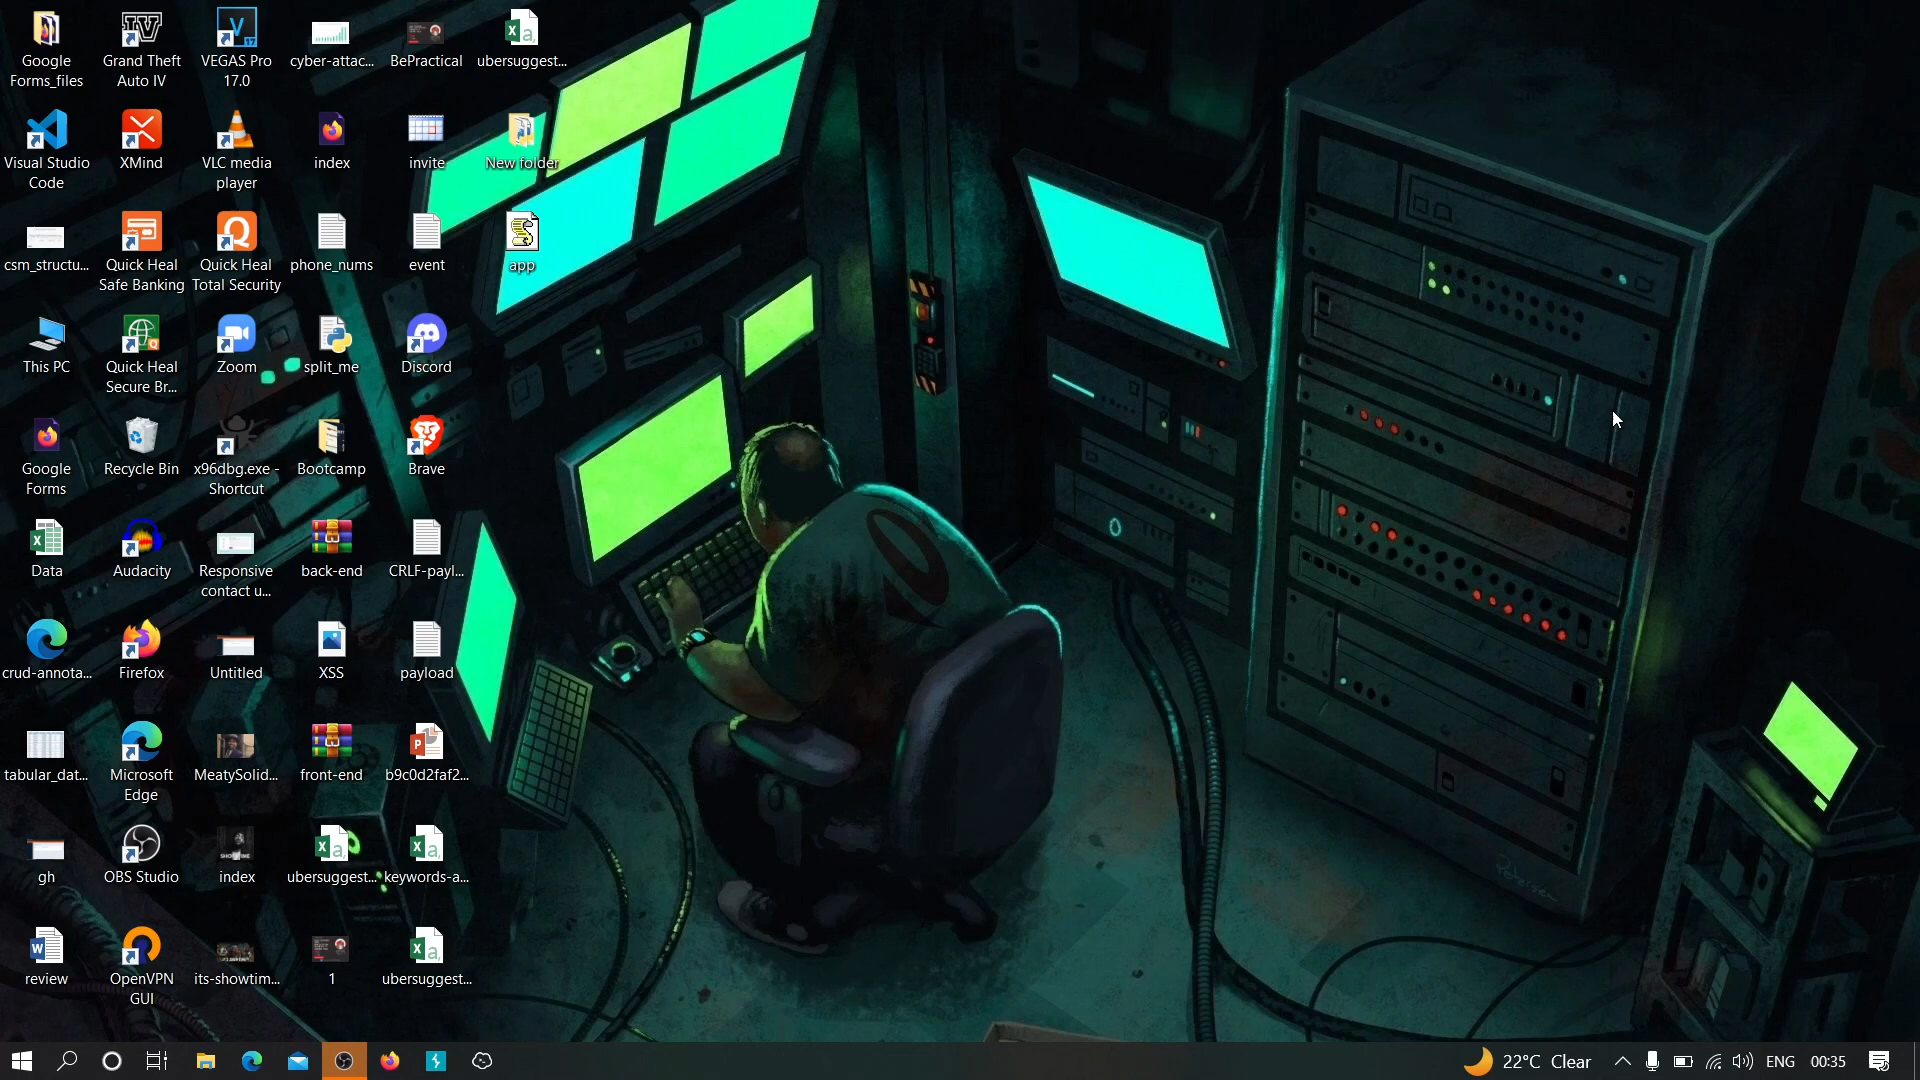 Google
Forms_files
Grand Theft
Auto IV
VEGAS Pro
17.0
cyber-attac...
BePractical
ubersuggest...
Visual Studio
Code
XMind
VLC media
player
index
invite
New folder
csm_structu...
Quick Heal
Safe Banking
Quick Heal
Total Security
phone_nums
event
app
This PC
Quick Heal
Secure Br...
Zoom
split_me
Discord
Google
Forms
Recycle Bin
x96dbg.exe -
Shortcut
Bootcamp
Brave
Data
Audacity
Responsive
contact u...
back-end
CRLF-payl...
crud-annota...
Firefox
Untitled
XSS
payload
tabular_dat...
Microsoft
Edge
MeatySolid...
front-end
b9c0d2faf2...
gh
OBS Studio
index
ubersuggest...
keywords-a...
review
OpenVPN
GUI
its-showtim...
1
ubersuggest...
22°C Clear
ENG
00:35